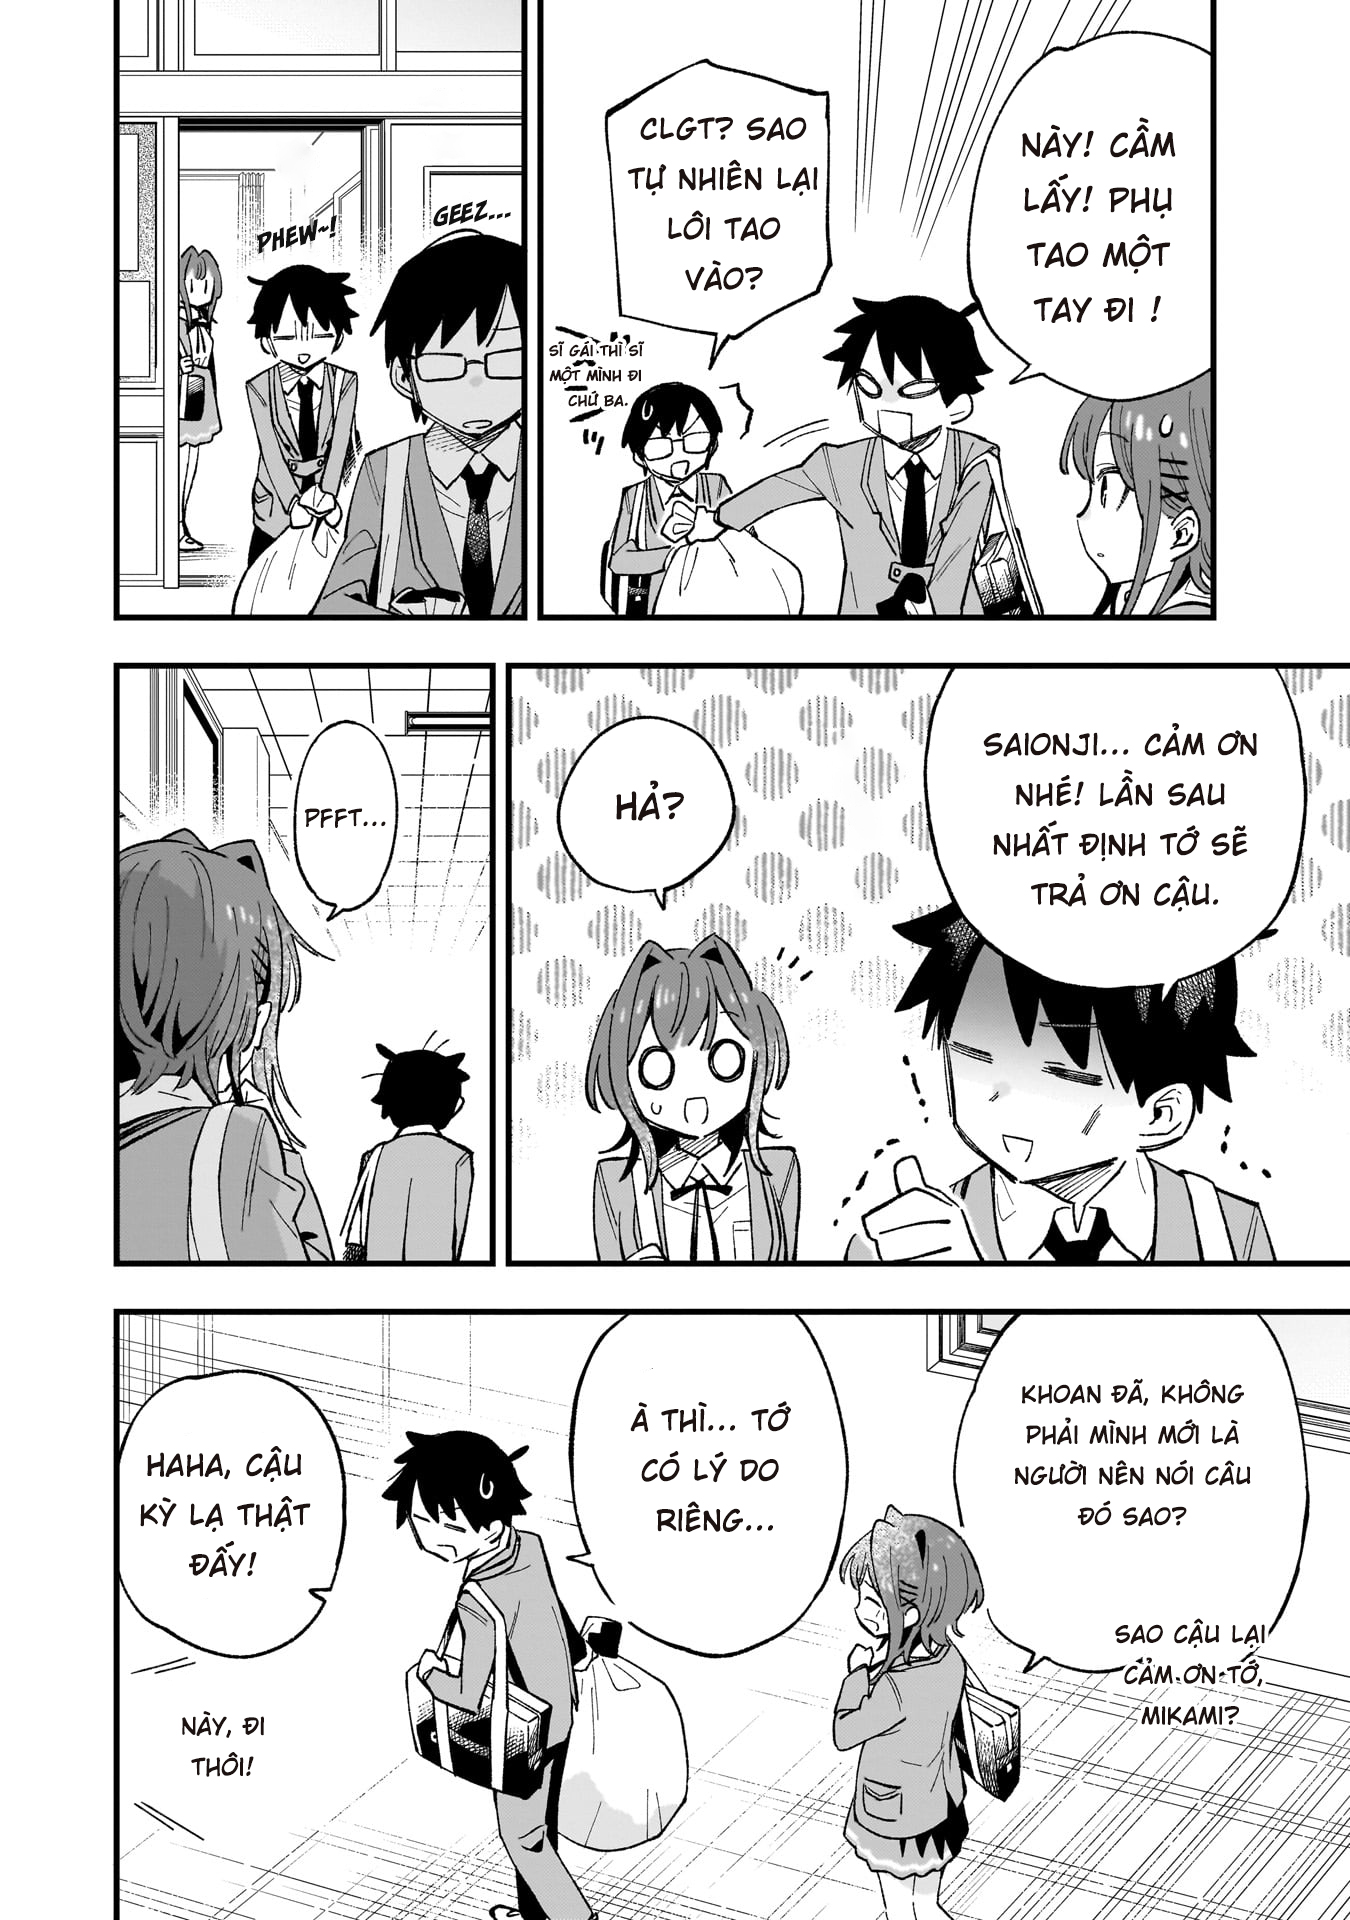 NÀY! CẦM
LẤY! PHỤ
TAO MỘT
TAY ĐI !
CLGT? SAO
TỰ NHIÊN LẠI
LÔI TAO
VÀO?
SĨ GÁI THÌ SĨ
MỘT MÌNH ĐI
CHỨ BA.
GEEZ...
PHEW~!
SAIONJI... CẢM ƠN
NHÉ! LẦN SAU
NHẤT ĐỊNH TỚ SẼ
TRẢ ƠN CẬU.
HẢ?
PFFT...
KHOAN ĐÃ, KHÔNG
PHẢI MÌNH MỚI LÀ
NGƯỜI NÊN NÓI CÂU
ĐÓ SAO?
SAO CẬU LẠI
CẢM ƠN TỚ,
MIKAMI?
À THÌ... TỚ
CÓ LÝ DO
RIÊNG...
HAHA, CẬU
KỲ LẠ THẬT
ĐẤY!
NÀY, ĐI
THÔI!